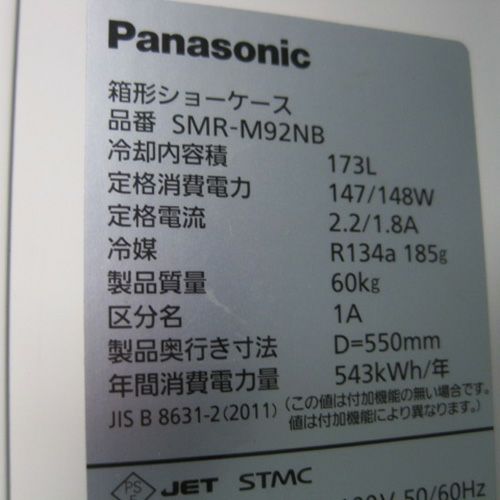 Panasonic
箱形ショーケース
品番 SMR-M92NB
冷却内容積 173L
定格消費電力 147/148W
定格電流 2.2/1.8A
冷媒 R134a 185g
製品質量 60kg
区分名 1A
製品奥行き寸法 D=550mm
年間消費電力量 543kWh/年
JIS B 8631-2(2011) (この値は付加機能の無い場合です。
値は付加機能により異なります。)
PS
E JET STMC
50/60Hz